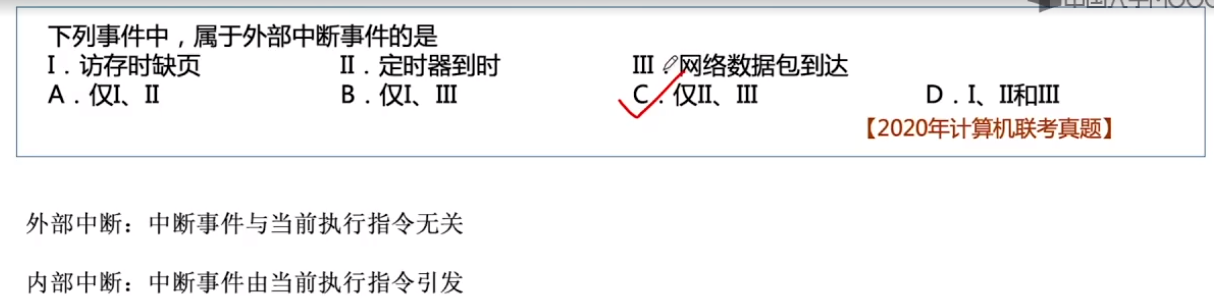 下列事件中，属于外部中断事件的是
I．访存时缺页 II．定时器到时 III．网络数据包到达
A．仅I、II B．仅I、III C．仅II、III D．I、II和III
【2020年计算机联考真题】
外部中断：中断事件与当前执行指令无关
内部中断：中断事件由当前执行指令引发